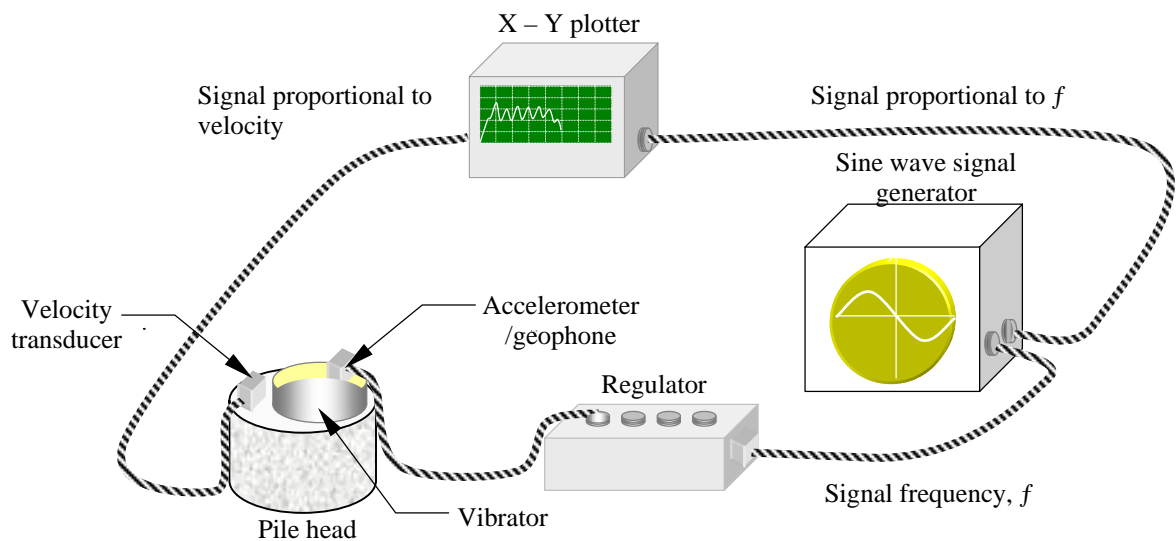 X – Y plotter
Signal proportional to
velocity
Signal proportional to f
Sine wave signal
generator
Velocity
transducer
Accelerometer
/geophone
Regulator
Signal frequency, f
Vibrator
Pile head